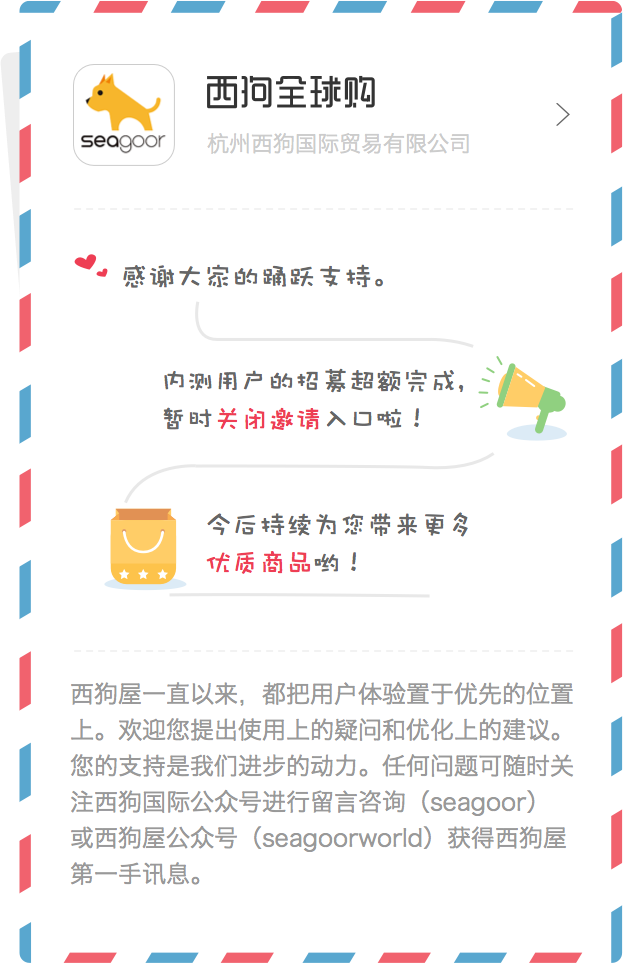 西狗全球购
seagoor
杭州西狗国际贸易有限公司
感谢大家的踊跃支持。
内测用户的招募超额完成,
暂时关闭邀请入口啦！
今后持续为您带来更多
优质商品哟！
西狗屋一直以来，都把用户体验置于优先的位置
上。欢迎您提出使用上的疑问和优化上的建议。
您的支持是我们进步的动力。任何问题可随时关
注西狗国际公众号进行留言咨询（seagoor）
或西狗屋公众号（seagoorworld）获得西狗屋
第一手讯息。